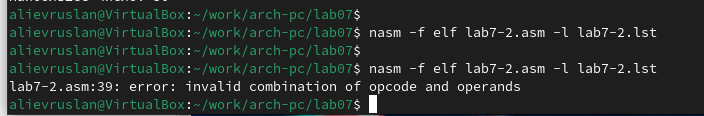 alievruslan@VirtualBox:~/work/arch-pc/lab07$
alievruslan@VirtualBox:~/work/arch-pc/lab07$ nasm -f elf lab7-2.asm -l lab7-2.lst
alievruslan@VirtualBox:~/work/arch-pc/lab07$
alievruslan@VirtualBox:~/work/arch-pc/lab07$ nasm -f elf lab7-2.asm -l lab7-2.lst
lab7-2.asm:39: error: invalid combination of opcode and operands
alievruslan@VirtualBox:~/work/arch-pc/lab07$